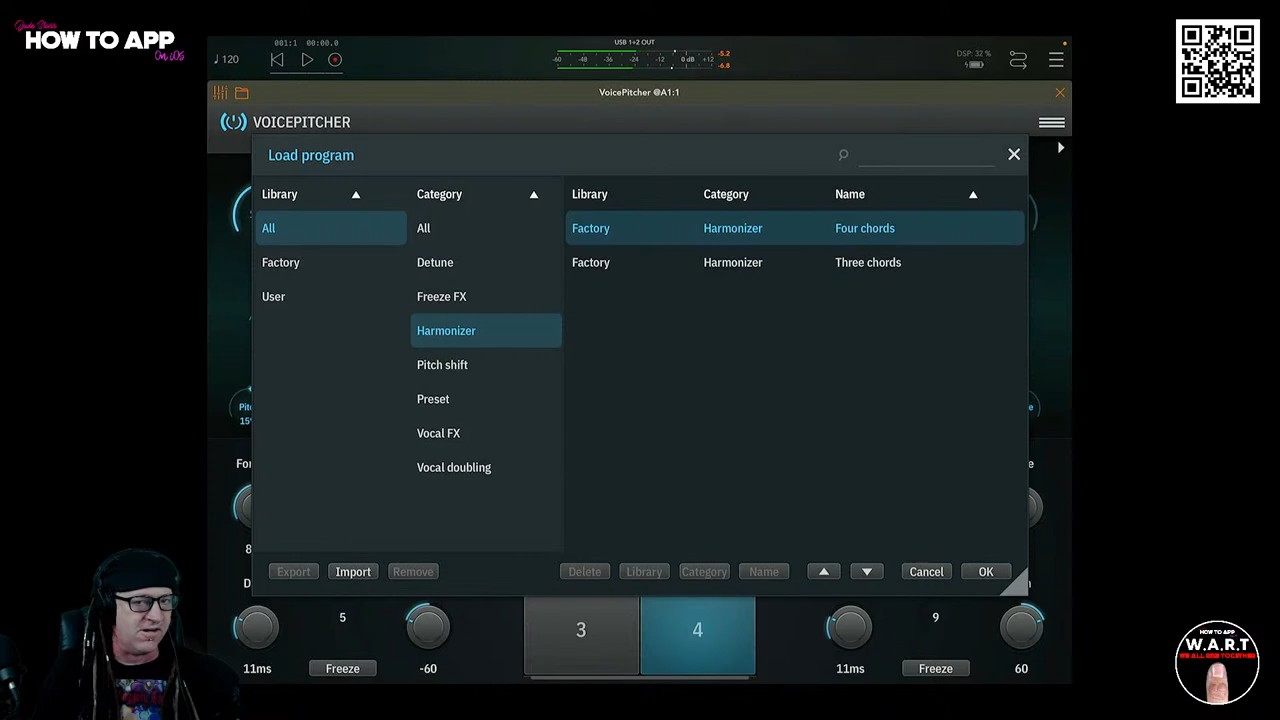 HOW TO APP
On iOS
120
001:1 00:00.0
USB 1+2 OUT
-60 -48 -36 -24 -12 0 dB +12
-5.2
-6.8
DSP: 32 %
VoicePitcher @A1:1
VOICEPITCHER
Load program
Library Category Library Category Name
All All Factory Harmonizer Four chords
Factory Detune Factory Harmonizer Three chords
User Freeze FX
Harmonizer
Pitch shift
Preset
Vocal FX
Vocal doubling
Export Import Remove Delete Library Category Name Cancel OK
3 4
5 9
11ms Freeze -60 11ms Freeze 60
HOW TO APP
W.A.R.T